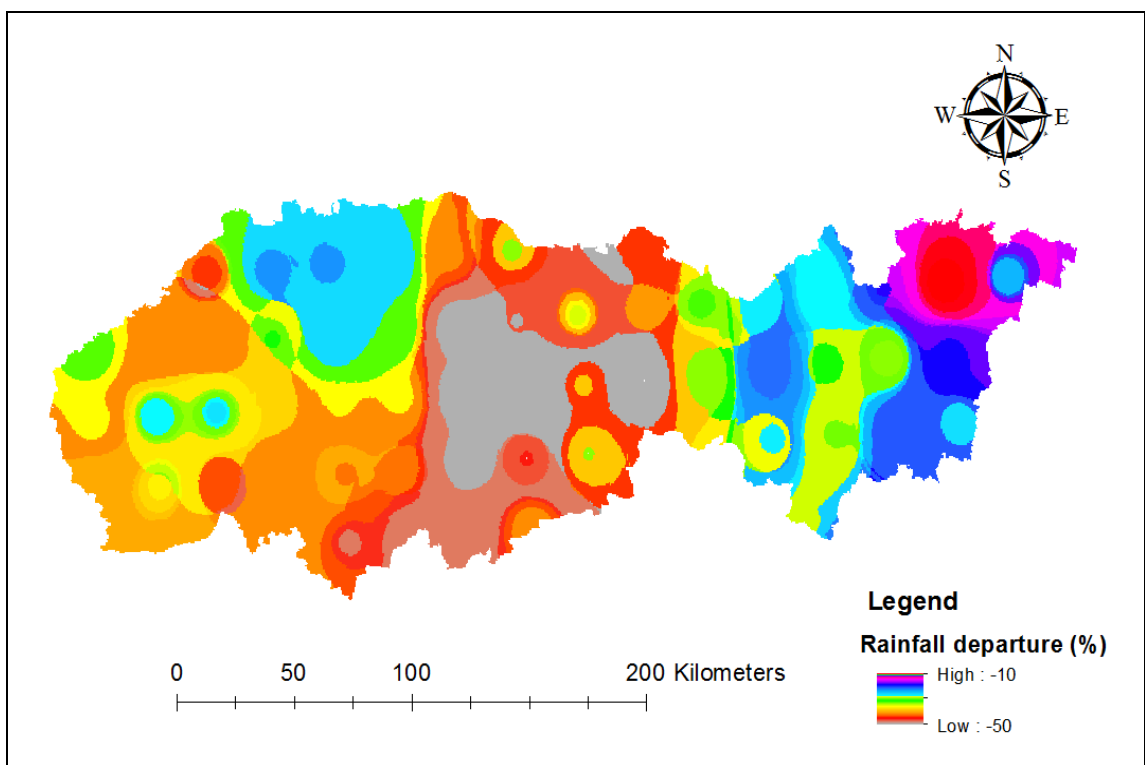 N
W E
S
Legend
Rainfall departure (%)
High : -10
Low : -50
0 50 100 200 Kilometers